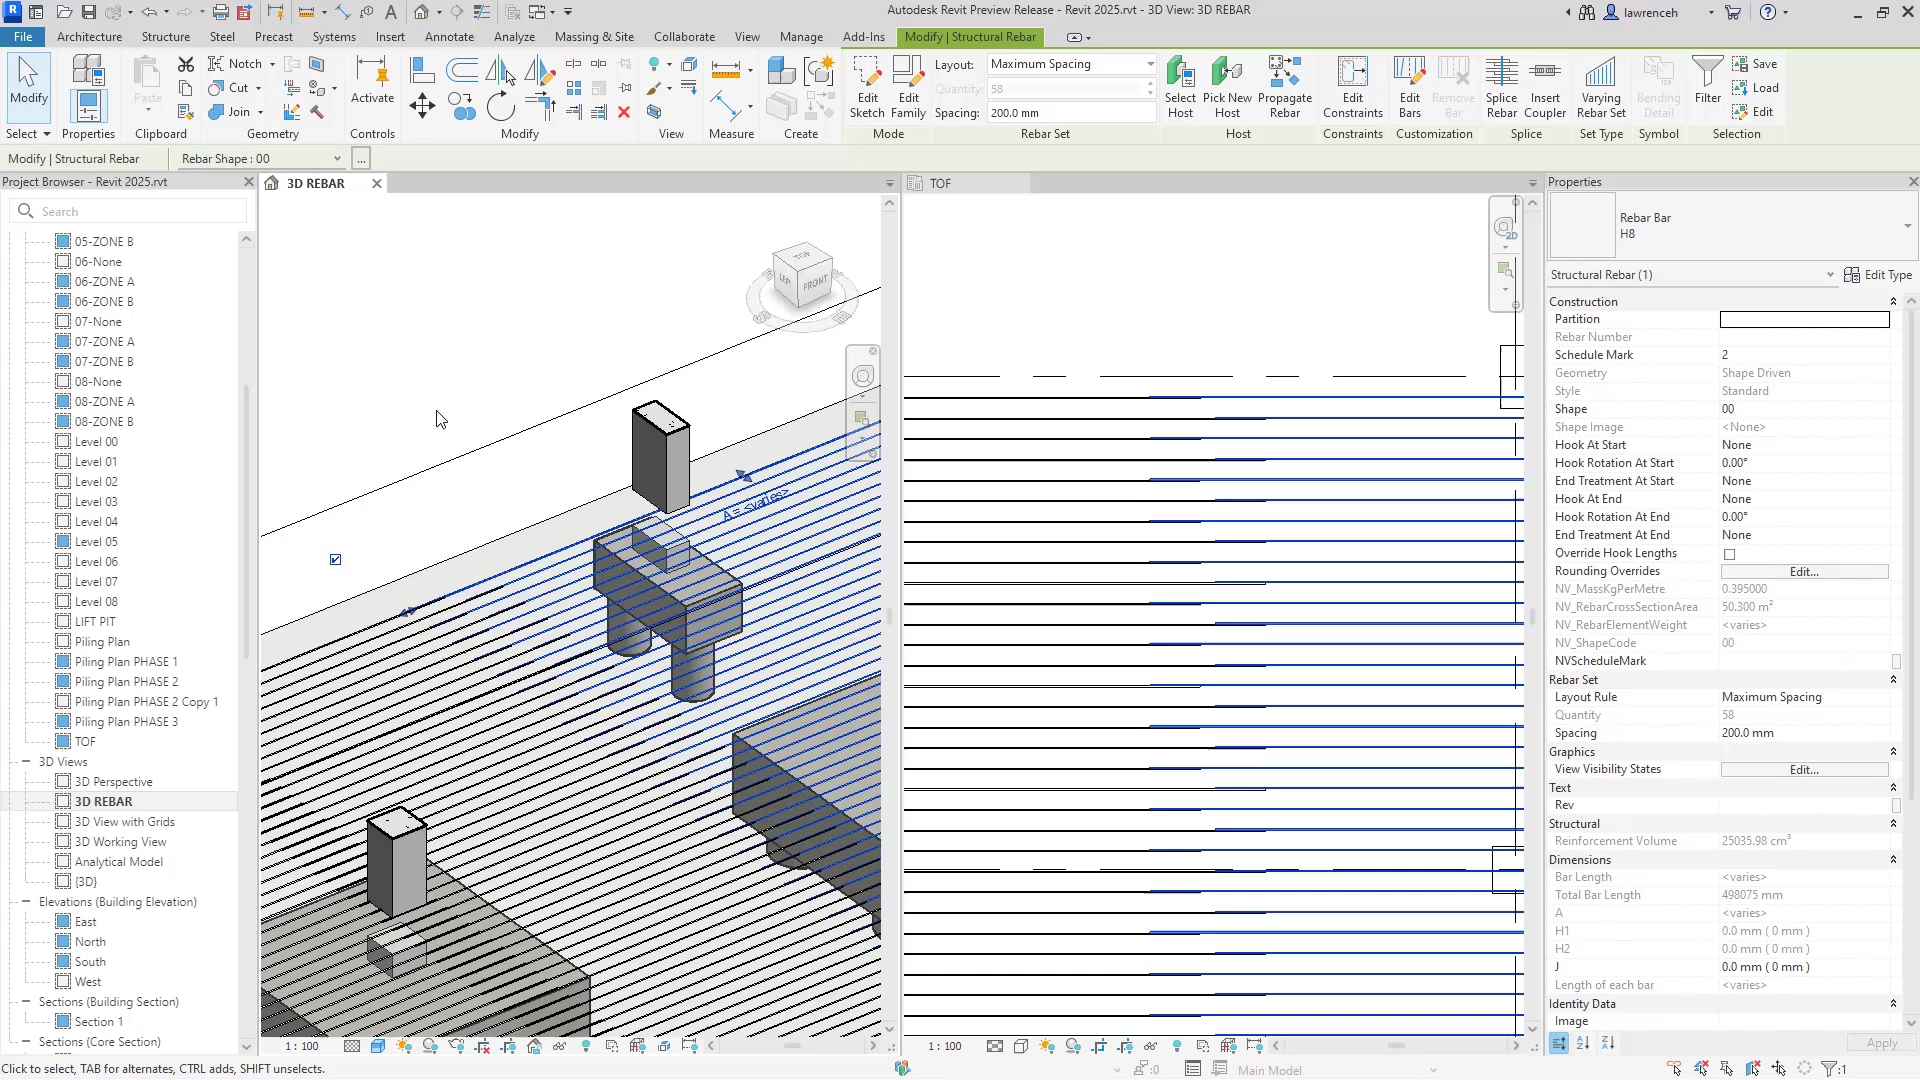 Autodesk Revit Preview Release - Revit 2025.rvt - 3D View: 3D REBAR
lawrenceh
File
Architecture
Structure
Steel
Precast
Systems
Insert
Annotate
Analyze
Massing & Site
Collaborate
View
Manage
Add-Ins
Modify | Structural Rebar
Modify
Select
Properties
Paste
Clipboard
Notch
Cut
Join
Geometry
Activate
Controls
Modify
View
Measure
Create
Edit Sketch
Edit Family
Mode
Layout: Maximum Spacing
Quantity: 58
Spacing: 200.0 mm
Rebar Set
Select Host
Pick New Host
Propagate Rebar
Host
Edit Constraints
Constraints
Edit Bars
Remove Bar
Customization
Splice Rebar
Insert Coupler
Splice
Varying Rebar Set
Set Type
Bending Detail
Symbol
Filter
Save
Load
Edit
Selection
Modify | Structural Rebar
Rebar Shape : 00
...
Project Browser - Revit 2025.rvt
Search
05-ZONE B
06-None
06-ZONE A
06-ZONE B
07-None
07-ZONE A
07-ZONE B
08-None
08-ZONE A
08-ZONE B
Level 00
Level 01
Level 02
Level 03
Level 04
Level 05
Level 06
Level 07
Level 08
LIFT PIT
Piling Plan
Piling Plan PHASE 1
Piling Plan PHASE 2
Piling Plan PHASE 2 Copy 1
Piling Plan PHASE 3
TOF
3D Views
3D Perspective
3D REBAR
3D View with Grids
3D Working View
Analytical Model
{3D}
Elevations (Building Elevation)
East
North
South
West
Sections (Building Section)
Section 1
Sections (Core Section)
3D REBAR
TOP
LEFT
FRONT
A = <varies>
1 : 100
TOF
2D
1 : 100
Properties
Rebar Bar
H8
Structural Rebar (1)
Edit Type
Construction
Partition
Rebar Number
Schedule Mark 2
Geometry Shape Driven
Style Standard
Shape 00
Shape Image <None>
Hook At Start None
Hook Rotation At Start 0.00°
End Treatment At Start None
Hook At End None
Hook Rotation At End 0.00°
End Treatment At End None
Override Hook Lengths
Rounding Overrides Edit...
NV_MassKgPerMetre 0.395000
NV_RebarCrossSectionArea 50.300 m²
NV_RebarElementWeight <varies>
NV_ShapeCode 00
NVScheduleMark
Rebar Set
Layout Rule Maximum Spacing
Quantity 58
Spacing 200.0 mm
Graphics
View Visibility States Edit...
Text
Rev
Structural
Reinforcement Volume 25035.98 cm³
Dimensions
Bar Length <varies>
Total Bar Length 498075 mm
A <varies>
H1 0.0 mm ( 0 mm )
H2 0.0 mm ( 0 mm )
J 0.0 mm ( 0 mm )
Length of each bar <varies>
Identity Data
Image
Apply
Click to select, TAB for alternates, CTRL adds, SHIFT unselects.
:0
Main Model
:1